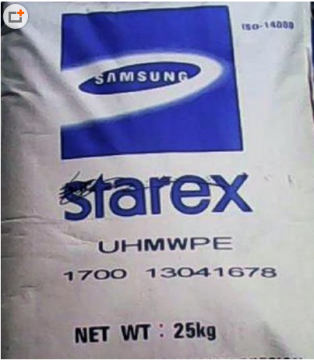 ISO-14000
SAMSUNG
starex
UHMWPE
1700 13041678
NET WT : 25kg